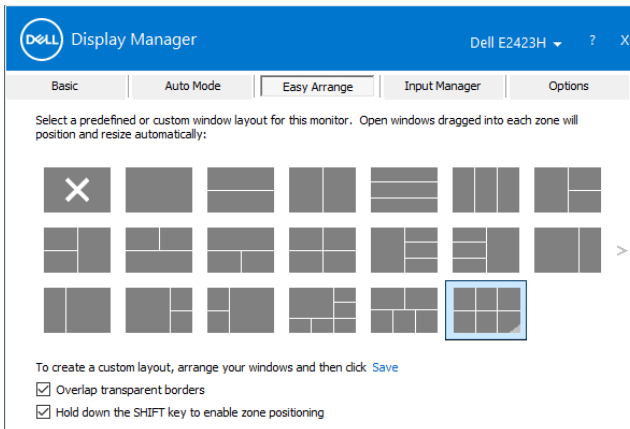 DELL Display Manager Dell E2423H ? X
Basic Auto Mode Easy Arrange Input Manager Options
Select a predefined or custom window layout for this monitor. Open windows dragged into each zone will
position and resize automatically:
>
To create a custom layout, arrange your windows and then click Save
Overlap transparent borders
Hold down the SHIFT key to enable zone positioning